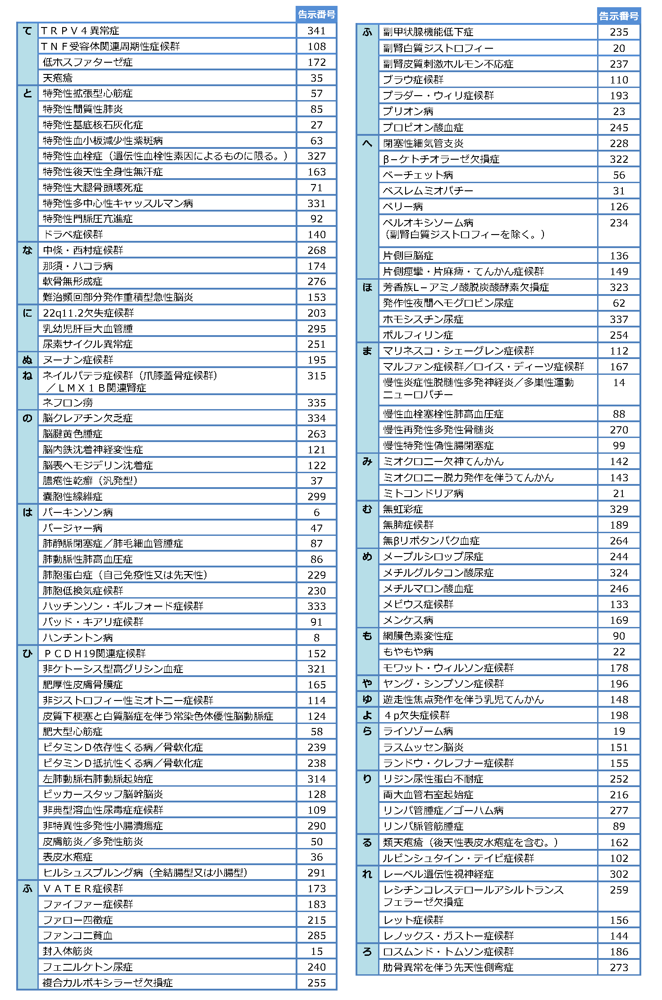 告示番号
て TRPV4異常症 341
TNF受容体関連周期性症候群 108
低ホスファターゼ症 172
天疱瘡 35
と 特発性拡張型心筋症 57
特発性間質性肺炎 85
特発性基底核石灰化症 27
特発性血小板減少性紫斑病 63
特発性血栓症（遺伝性血栓性素因によるものに限る。） 327
特発性後天性全身性無汗症 163
特発性大腿骨頭壊死症 71
特発性多中心性キャッスルマン病 331
特発性門脈圧亢進症 92
ドラベ症候群 140
な 中條・西村症候群 268
那須・ハコラ病 174
軟骨無形成症 276
難治頻回部分発作重積型急性脳炎 153
に 22q11.2欠失症候群 203
乳幼児肝巨大血管腫 295
尿素サイクル異常症 251
ぬ ヌーナン症候群 195
ね ネイルパテラ症候群（爪膝蓋骨症候群） 315
／LMX1B関連腎症
ネフロン癆 335
の 脳クレアチン欠乏症 334
脳腱黄色腫症 263
脳内鉄沈着神経変性症 121
脳表ヘモジデリン沈着症 122
膿疱性乾癬（汎発型） 37
嚢胞性線維症 299
は パーキンソン病 6
バージャー病 47
肺静脈閉塞症／肺毛細血管腫症 87
肺動脈性肺高血圧症 86
肺胞蛋白症（自己免疫性又は先天性） 229
肺胞低換気症候群 230
ハッチンソン・ギルフォード症候群 333
バッド・キアリ症候群 91
ハンチントン病 8
ひ PCDH19関連症候群 152
非ケトーシス型高グリシン血症 321
肥厚性皮膚骨膜症 165
非ジストロフィー性ミオトニー症候群 114
皮質下梗塞と白質脳症を伴う常染色体優性脳動脈症 124
肥大型心筋症 58
ビタミンD依存性くる病／骨軟化症 239
ビタミンD抵抗性くる病／骨軟化症 238
左肺動脈右肺動脈起始症 314
ビッカースタッフ脳幹脳炎 128
非典型溶血性尿毒症症候群 109
非特異性多発性小腸潰瘍症 290
皮膚筋炎／多発性筋炎 50
表皮水疱症 36
ヒルシュスプルング病（全結腸型又は小腸型） 291
ふ VATER症候群 173
ファイファー症候群 183
ファロー四徴症 215
ファンコニ貧血 285
封入体筋炎 15
フェニルケトン尿症 240
複合カルボキシラーゼ欠損症 255
告示番号
ふ 副甲状腺機能低下症 235
副腎白質ジストロフィー 20
副腎皮質刺激ホルモン不応症 237
ブラウ症候群 110
プラダー・ウィリ症候群 193
プリオン病 23
プロピオン酸血症 245
へ 閉塞性細気管支炎 228
β－ケトチオラーゼ欠損症 322
ベーチェット病 56
ベスレムミオパチー 31
ペリー病 126
ペルオキシソーム病 234
（副腎白質ジストロフィーを除く。）
片側巨脳症 136
片側痙攣・片麻痺・てんかん症候群 149
ほ 芳香族L－アミノ酸脱炭酸酵素欠損症 323
発作性夜間ヘモグロビン尿症 62
ホモシスチン尿症 337
ポルフィリン症 254
ま マリネスコ・シェーグレン症候群 112
マルファン症候群／ロイス・ディーツ症候群 167
慢性炎症性脱髄性多発神経炎／多巣性運動 14
ニューロパチー
慢性血栓塞栓性肺高血圧症 88
慢性再発性多発性骨髄炎 270
慢性特発性偽性腸閉塞症 99
み ミオクロニー欠神てんかん 142
ミオクロニー脱力発作を伴うてんかん 143
ミトコンドリア病 21
む 無虹彩症 329
無脾症候群 189
無βリポタンパク血症 264
め メープルシロップ尿症 244
メチルグルタコン酸尿症 324
メチルマロン酸血症 246
メビウス症候群 133
メンケス病 169
も 網膜色素変性症 90
もやもや病 22
モワット・ウィルソン症候群 178
や ヤング・シンプソン症候群 196
ゆ 遊走性焦点発作を伴う乳児てんかん 148
よ 4p欠失症候群 198
ら ライソゾーム病 19
ラスムッセン脳炎 151
ランドウ・クレフナー症候群 155
り リジン尿性蛋白不耐症 252
両大血管右室起始症 216
リンパ管腫症／ゴーハム病 277
リンパ脈管筋腫症 89
る 類天疱瘡（後天性表皮水疱症を含む。） 162
ルビンシュタイン・テイビ症候群 102
れ レーベル遺伝性視神経症 302
レシチンコレステロールアシルトランス 259
フェラーゼ欠損症
レット症候群 156
レノックス・ガストー症候群 144
ろ ロスムンド・トムソン症候群 186
肋骨異常を伴う先天性側弯症 273